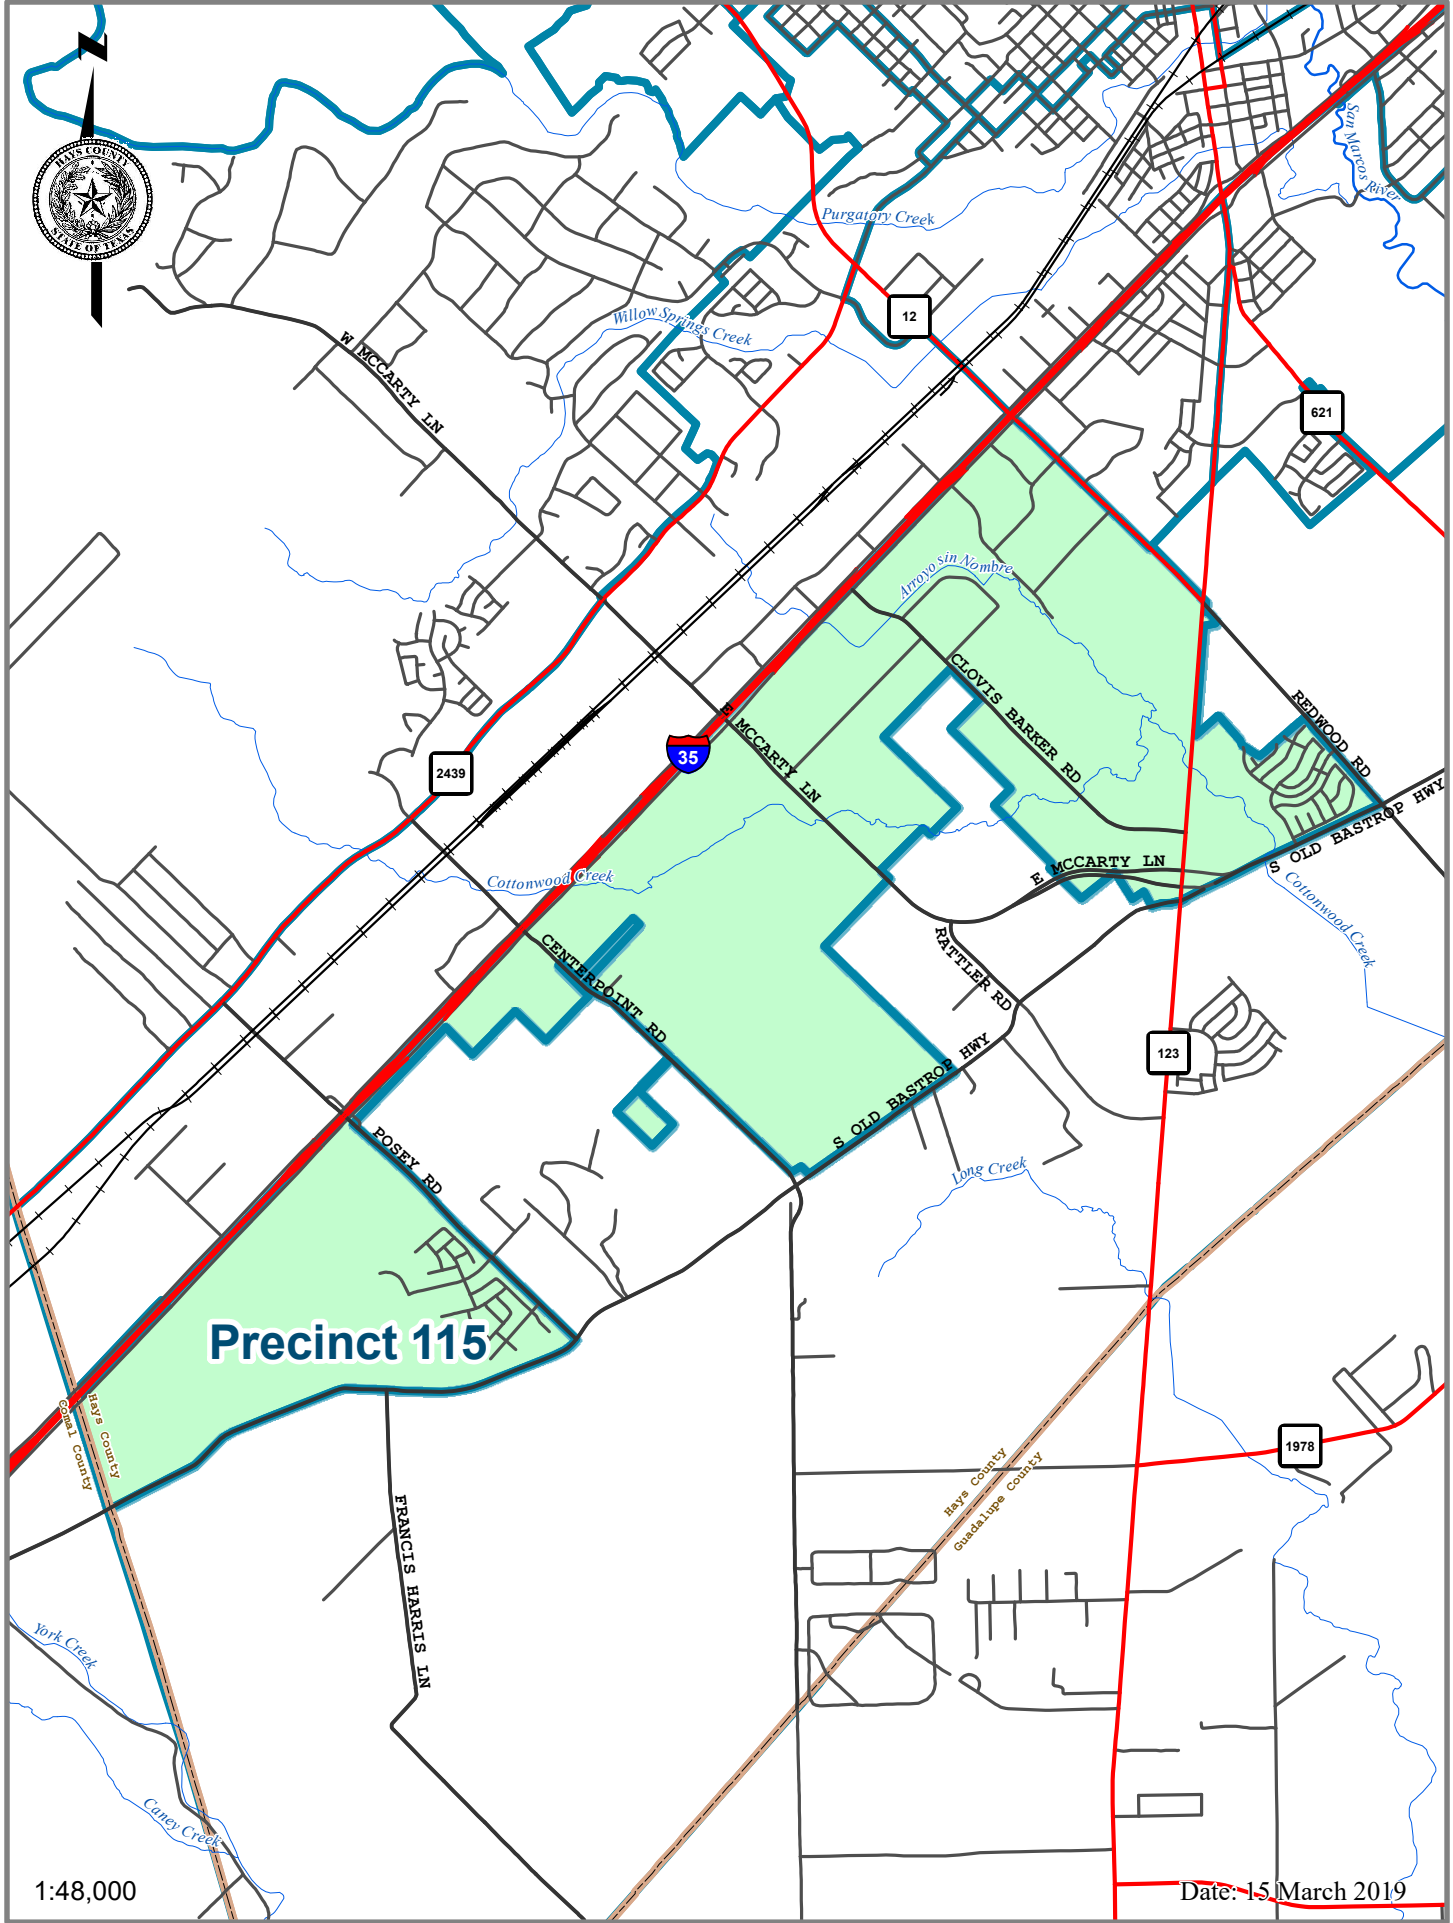 N
HAYS COUNTY
STATE OF TEXAS
San Marcos River
Purgatory Creek
12
Willow Springs Creek
W MCCARTY LN
621
Arroyo sin Nombre
CLOVIS BARKER RD
REDWOOD RD
E MCCARTY LN
35
2439
S OLD BASTROP HWY
E MCCARTY LN
Cottonwood Creek
Cottonwood Creek
CENTERPOINT RD
RATTLER RD
123
S OLD BASTROP HWY
POSEY RD
Long Creek
Precinct 115
Hays County
Comal County
1978
Hays County
Guadalupe County
FRANCIS HARRIS LN
York Creek
Caney Creek
1:48,000
Date: 15 March 2019